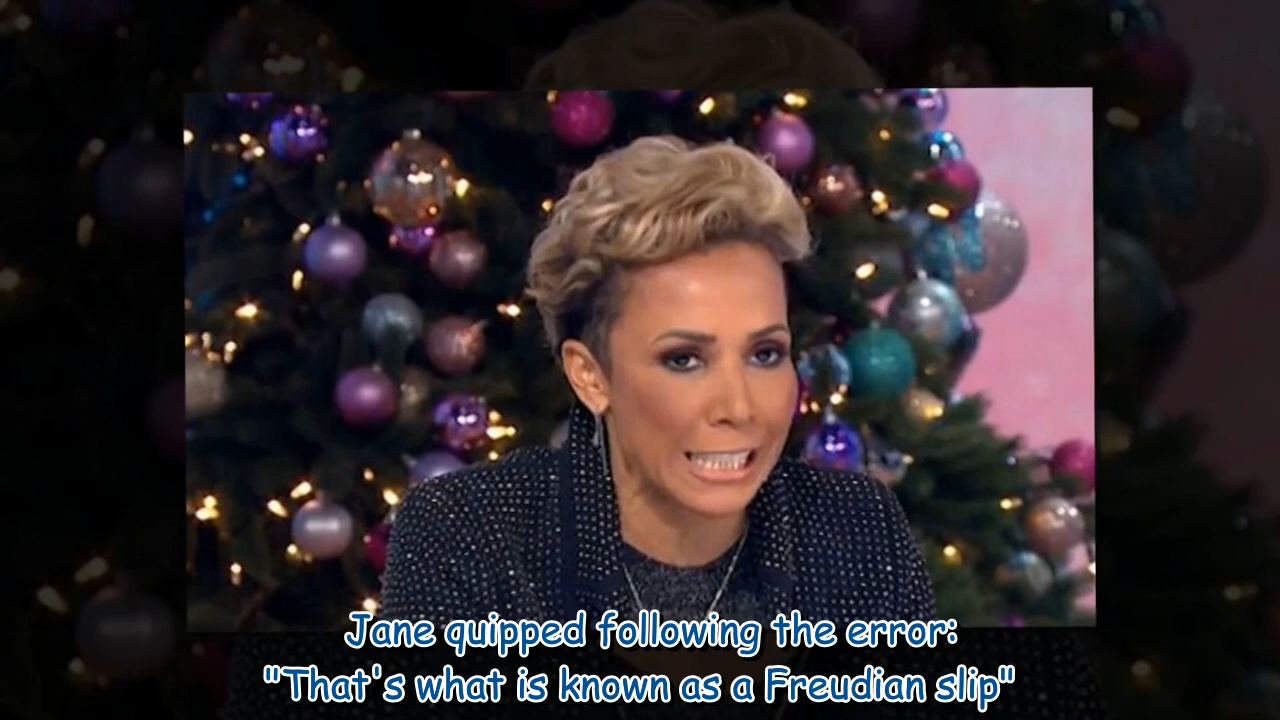 Jane quipped following the error:
"That's what is known as a Freudian slip"